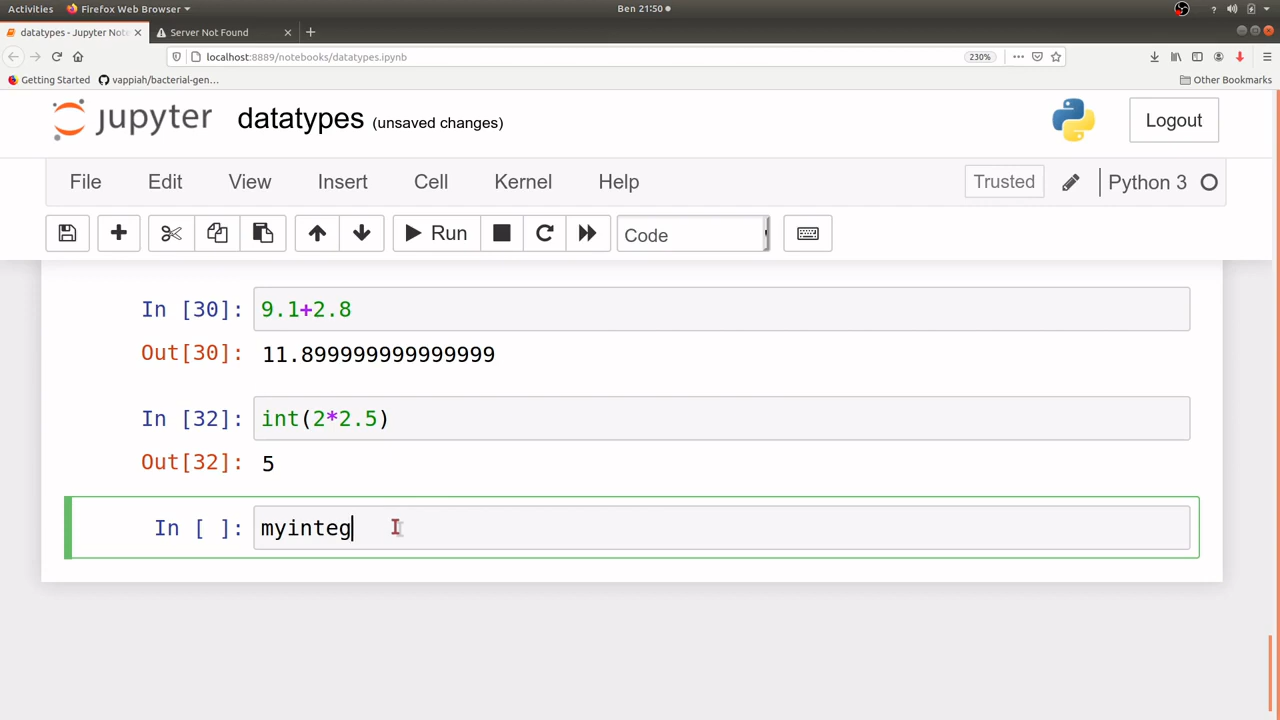 Activities Firefox Web Browser Ben 21:50
datatypes - Jupyter Note Server Not Found
localhost:8889/notebooks/datatypes.ipynb 230%
Getting Started vappiah/bacterial-gen… Other Bookmarks
jupyter datatypes (unsaved changes) Logout
File Edit View Insert Cell Kernel Help Trusted Python 3
Run Code
In [30]: 9.1+2.8
Out[30]: 11.899999999999999
In [32]: int(2*2.5)
Out[32]: 5
In [ ]: myinteg